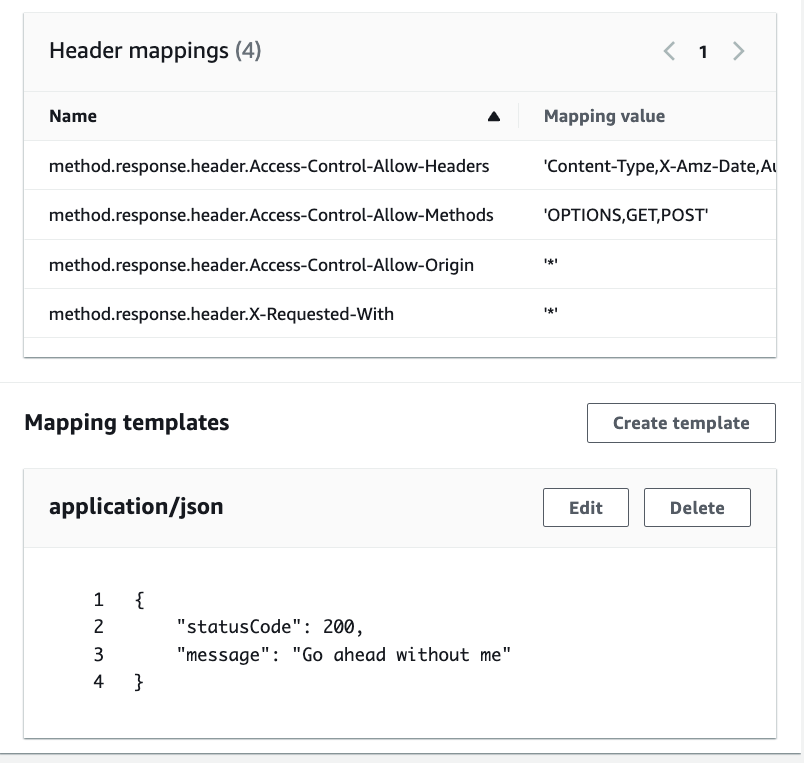 Header mappings (4) 1
Name Mapping value
method.response.header.Access-Control-Allow-Headers 'Content-Type,X-Amz-Date,Au
method.response.header.Access-Control-Allow-Methods 'OPTIONS,GET,POST'
method.response.header.Access-Control-Allow-Origin '*'
method.response.header.X-Requested-With '*'
Mapping templates Create template
application/json Edit Delete
1 {
2 "statusCode": 200,
3 "message": "Go ahead without me"
4 }